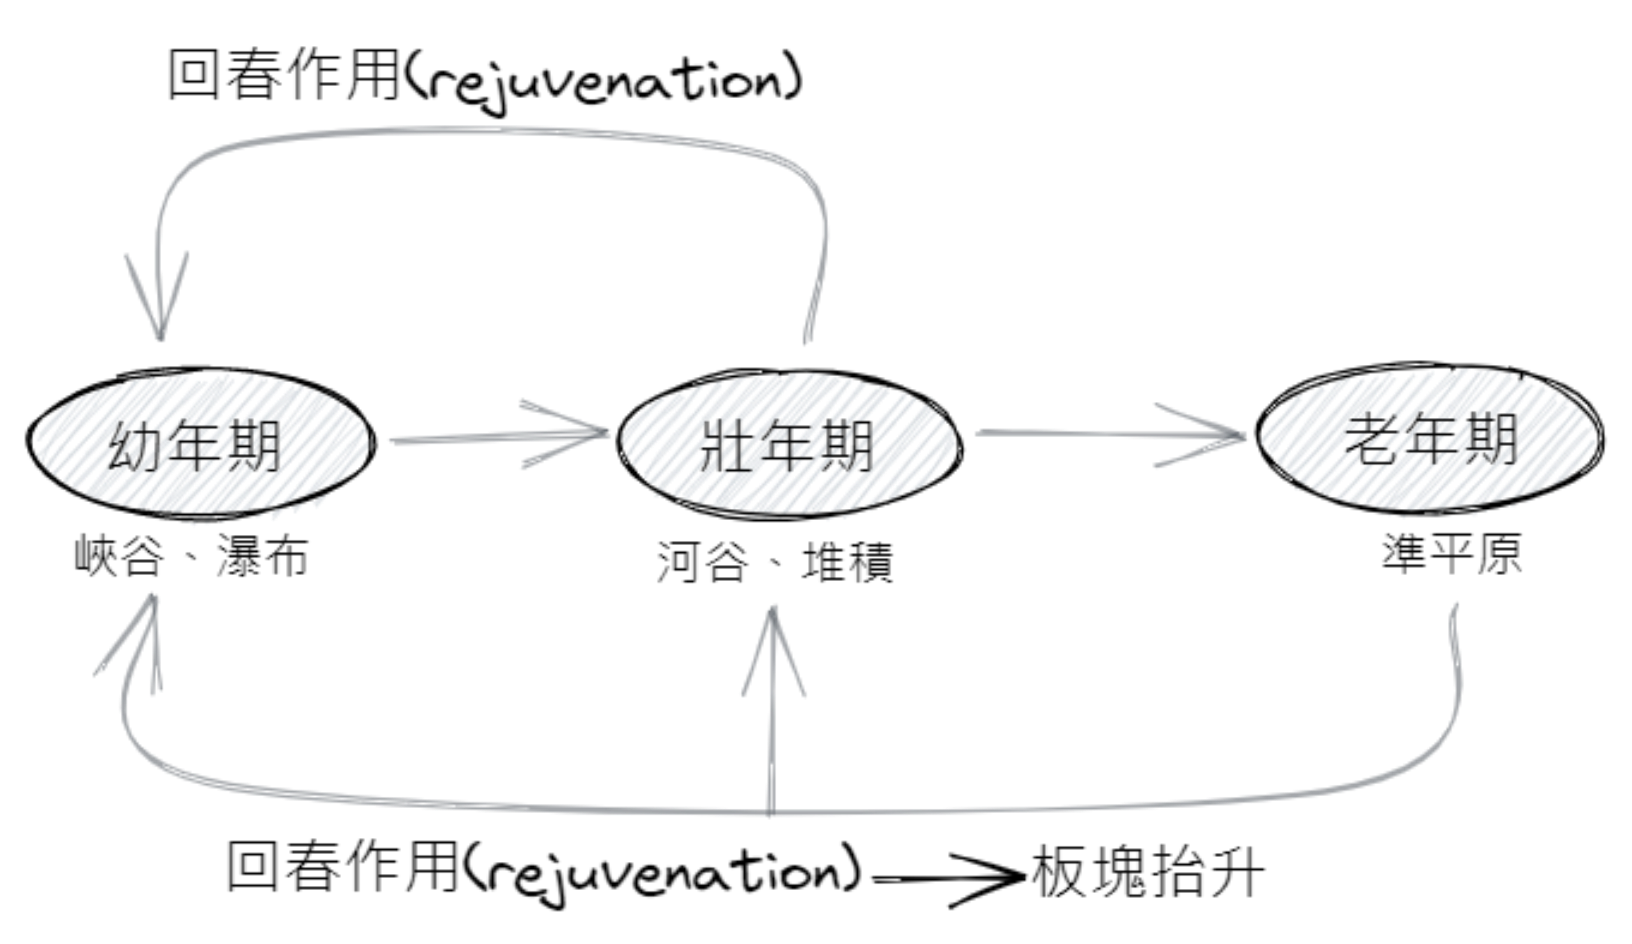 回春作用(rejuvenation)
幼年期
壯年期
老年期
峽谷、瀑布
河谷、堆積
準平原
回春作用(rejuvenation)
板塊抬升